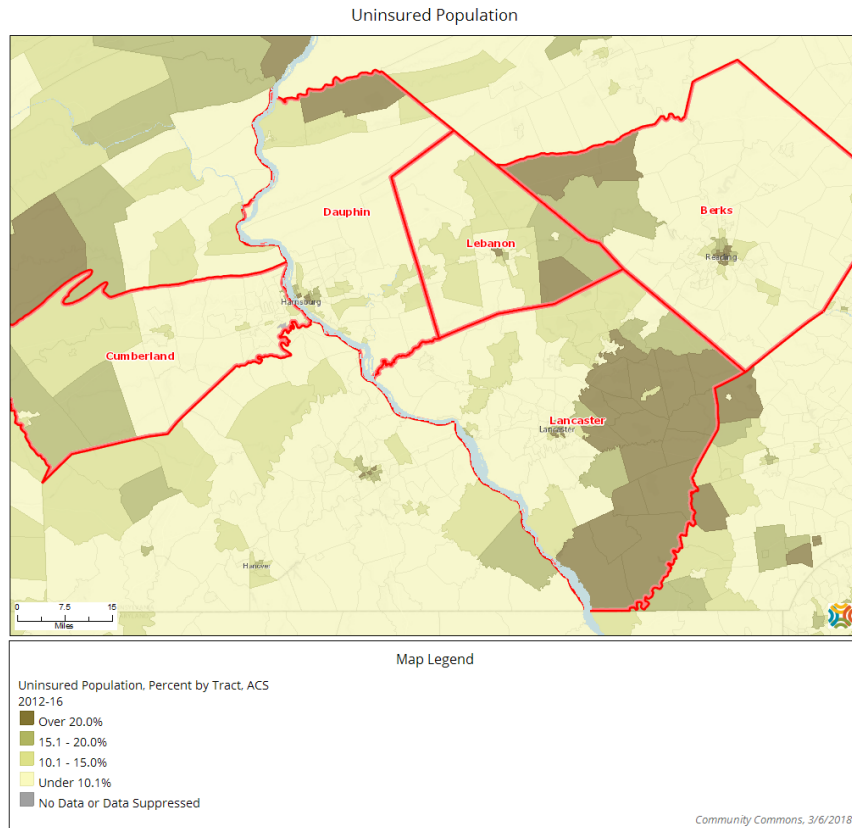 Uninsured Population
Dauphin
Berks
Lebanon
Reading
Harrisburg
Cumberland
Lancaster
Lancaster
Hanover
0 7.5 15
Miles
Map Legend
Uninsured Population, Percent by Tract, ACS
2012-16
Over 20.0%
15.1 - 20.0%
10.1 - 15.0%
Under 10.1%
No Data or Data Suppressed
Community Commons, 3/6/2018